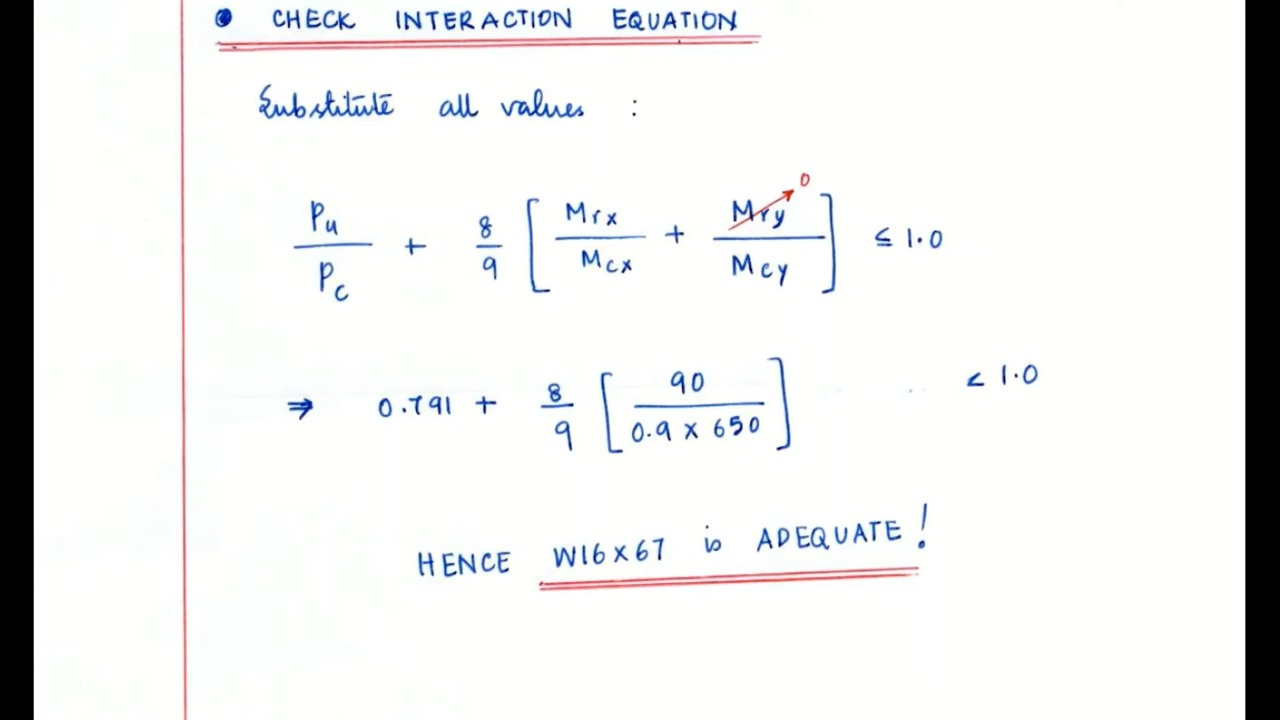 • CHECK INTERACTION EQUATION
Substitute all values :
Pu/Pc + 8/9 [ Mrx/Mcx + Mry/Mcy ] ≤ 1.0
0
⇒ 0.791 + 8/9 [ 90/(0.9 x 650) ] < 1.0
HENCE W16x67 is ADEQUATE!